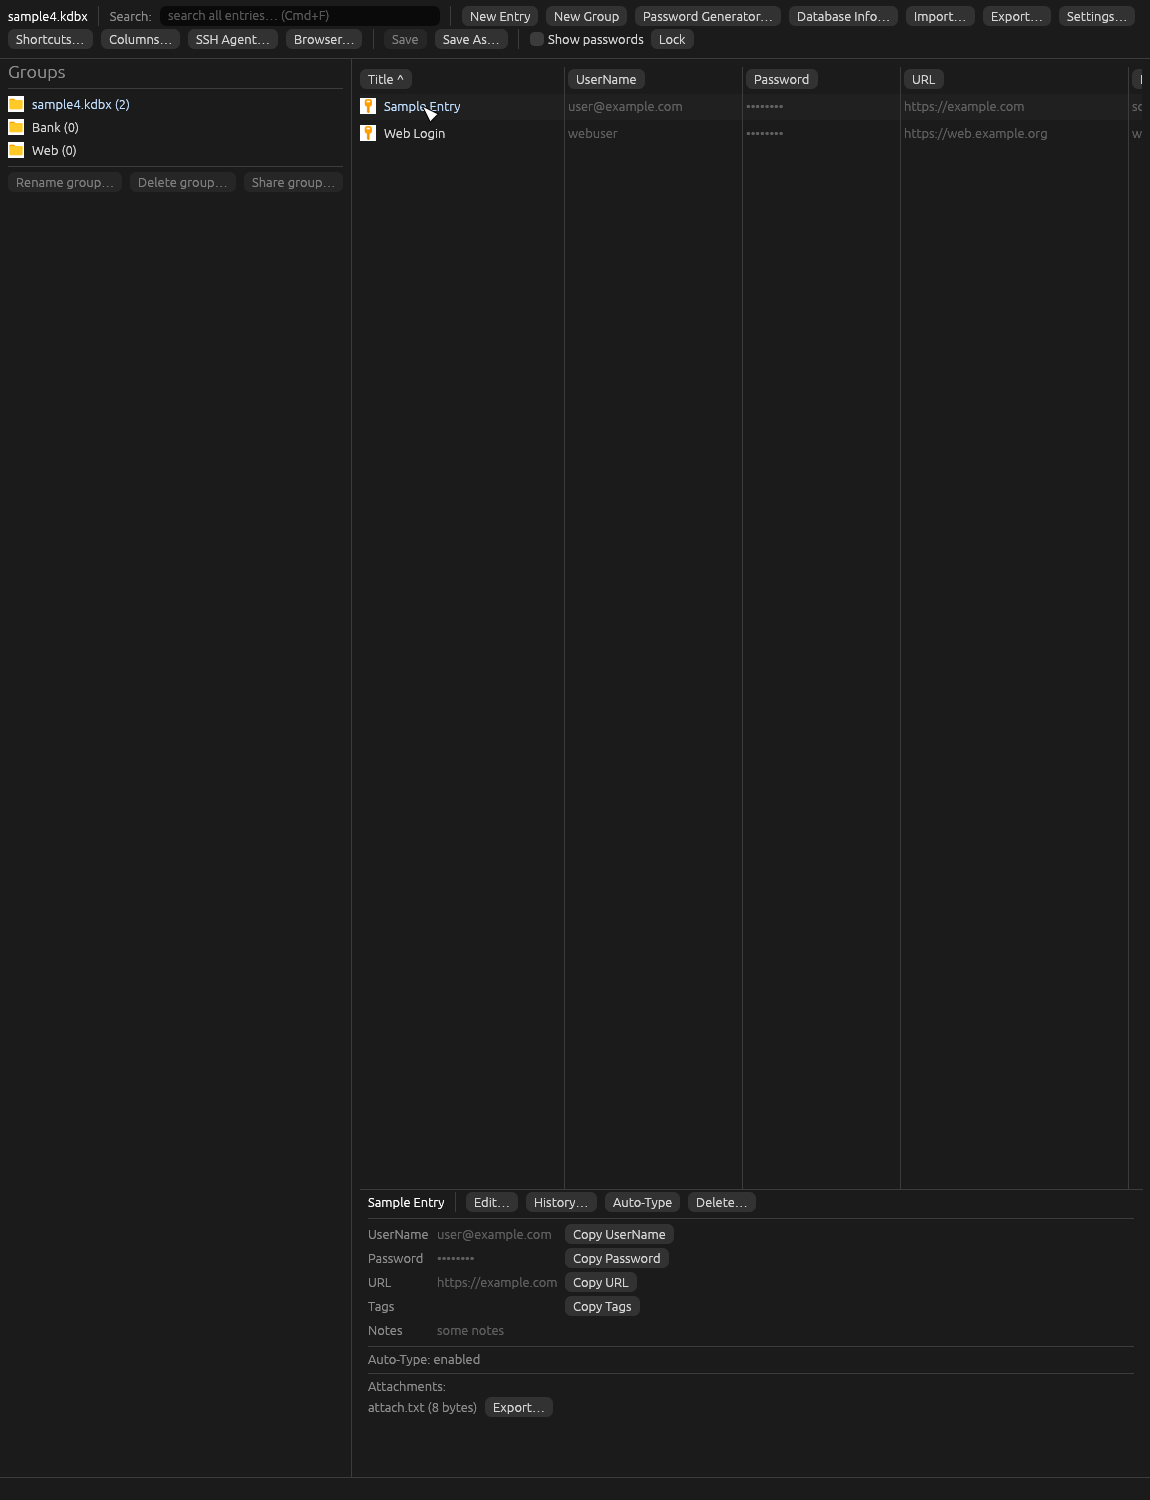 sample4.kdbx Search: search all entries... (Cmd+F) New Entry New Group Password Generator... Database Info... Import... Export... Settings...
Shortcuts... Columns... SSH Agent... Browser... Save Save As... Show passwords Lock
Groups
sample4.kdbx (2)
Bank (0)
Web (0)
Rename group... Delete group... Share group...
Title ^ UserName Password URL
Sample Entry user@example.com •••••••• https://example.com
Web Login webuser •••••••• https://web.example.org
Sample Entry Edit... History... Auto-Type Delete...
UserName user@example.com Copy UserName
Password •••••••• Copy Password
URL https://example.com Copy URL
Tags Copy Tags
Notes some notes
Auto-Type: enabled
Attachments:
attach.txt (8 bytes) Export...